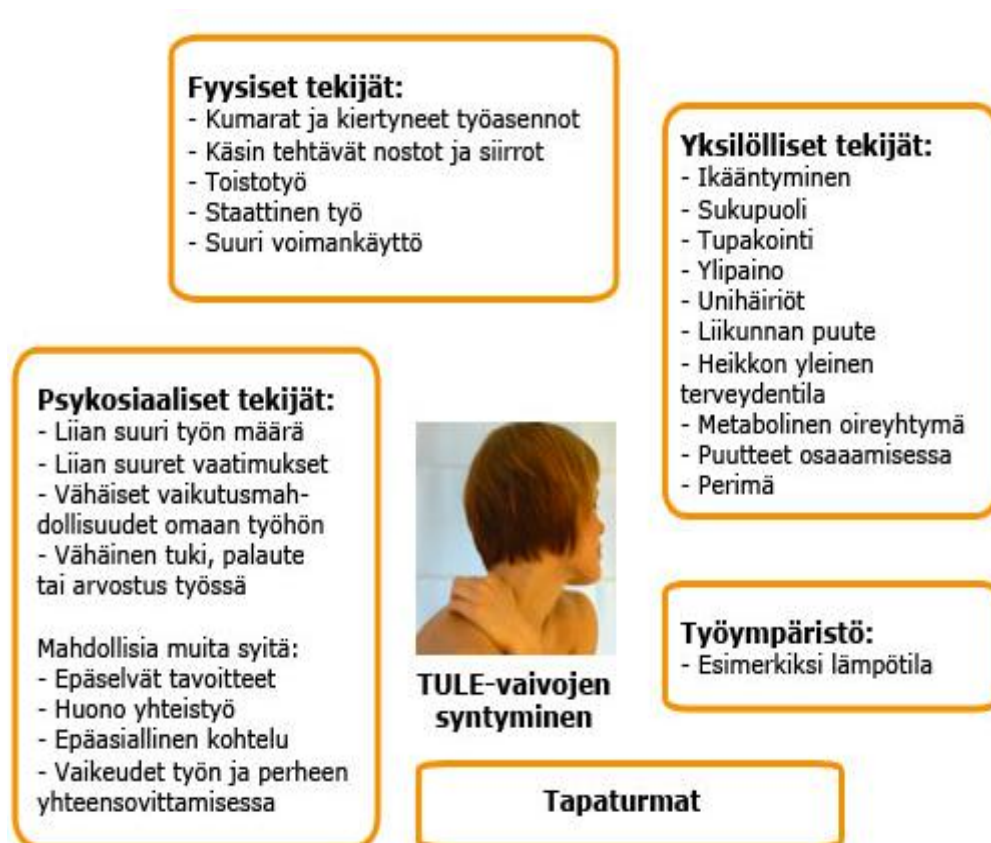 Fyysiset tekijät:
- Kumarat ja kiertyneet työasennot
- Käsin tehtävät nostot ja siirrot
- Toistotyö
- Staattinen työ
- Suuri voimankäyttö
Yksilölliset tekijät:
- Ikääntyminen
- Sukupuoli
- Tupakointi
- Ylipaino
- Unihäiriöt
- Liikunnan puute
- Heikkon yleinen
terveydentila
- Metabolinen oireyhtymä
- Puutteet osaaamisessa
- Perimä
Psykosiaaliset tekijät:
- Liian suuri työn määrä
- Liian suuret vaatimukset
- Vähäiset vaikutusmah-
dollisuudet omaan työhön
- Vähäinen tuki, palaute
tai arvostus työssä
Mahdollisia muita syitä:
- Epäselvät tavoitteet
- Huono yhteistyö
- Epäasiallinen kohtelu
- Vaikeudet työn ja perheen
yhteensovittamisessa
TULE-vaivojen
syntyminen
Työympäristö:
- Esimerkiksi lämpötila
Tapaturmat